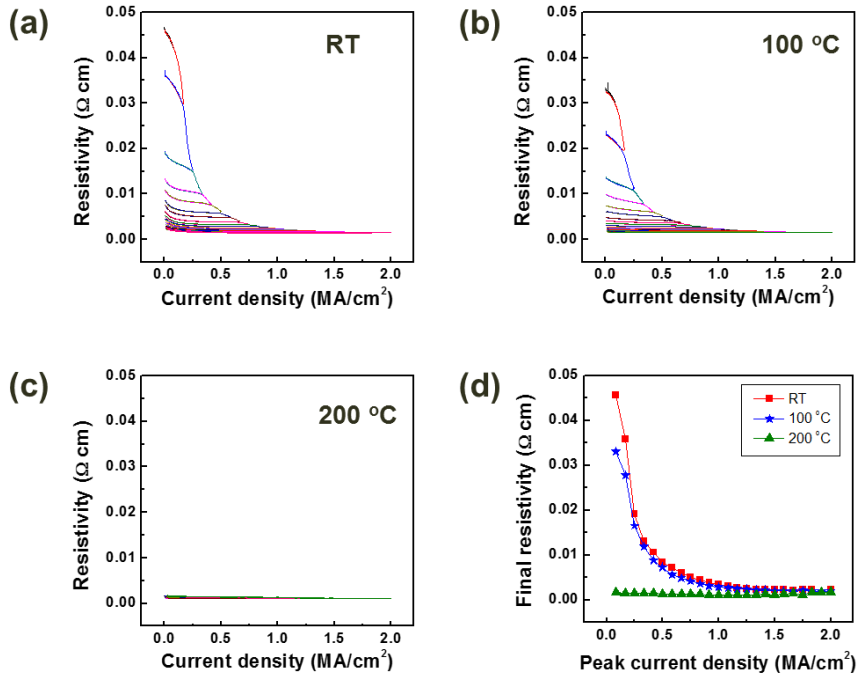 (a)
RT
Resistivity (Ω cm)
0.05
0.04
0.03
0.02
0.01
0.00
0.0 0.5 1.0 1.5 2.0
Current density (MA/cm²)
(b)
100 °C
Resistivity (Ω cm)
0.05
0.04
0.03
0.02
0.01
0.00
0.0 0.5 1.0 1.5 2.0
Current density (MA/cm²)
(c)
200 °C
Resistivity (Ω cm)
0.05
0.04
0.03
0.02
0.01
0.00
0.0 0.5 1.0 1.5 2.0
Current density (MA/cm²)
(d)
RT
100 °C
200 °C
Final resistivity (Ω cm)
0.05
0.04
0.03
0.02
0.01
0.00
0.0 0.5 1.0 1.5 2.0
Peak current density (MA/cm²)